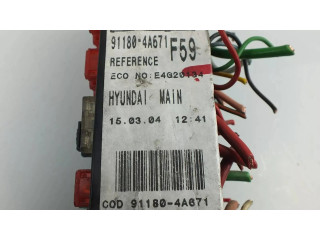 91180-4A671 F59
REFERENCE
ECO NO:E4G20134
HYUNDAI MAIN
15.03.04 12:41
COD 91180-4A671